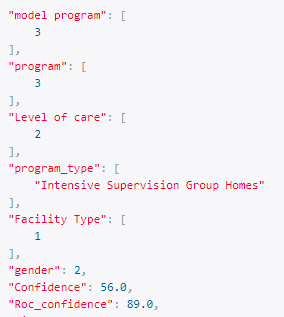 "model program": [
3
],
"program": [
3
],
"Level of care": [
2
],
"program_type": [
"Intensive Supervision Group Homes"
],
"Facility Type": [
1
],
"gender": 2,
"Confidence": 56.0,
"Roc_confidence": 89.0,